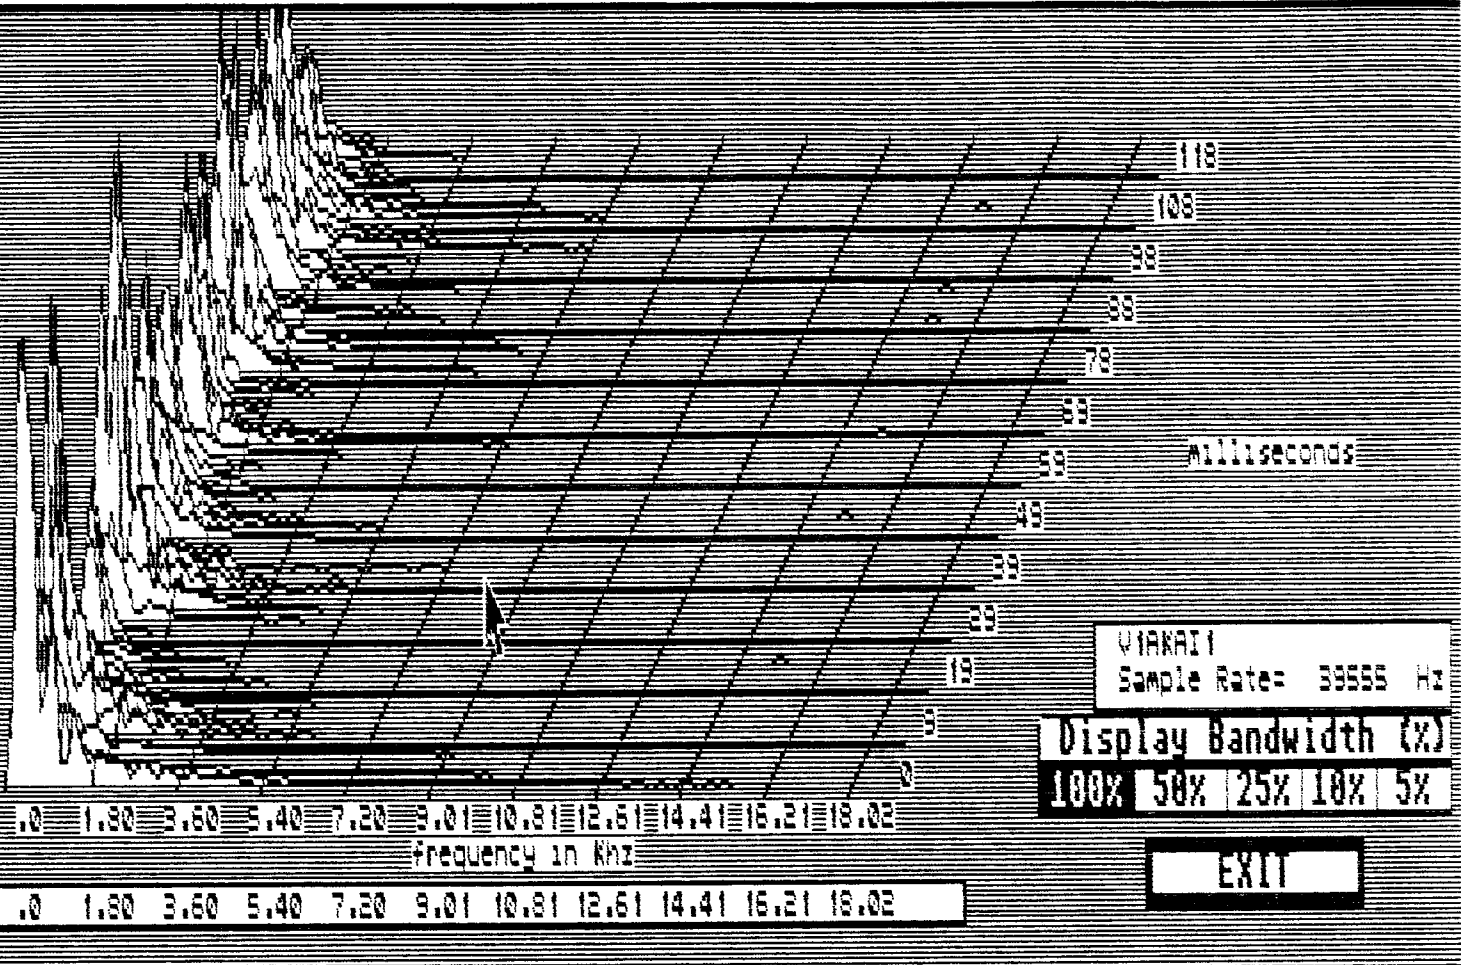 118
108
98
88
78
69
milliseconds
59
49
39
29
V1AKAI1
19
Sample Rate= 39555 Hz
9
Display Bandwidth (%)
0
100% 50% 25% 10% 5%
.0 1.80 3.60 5.40 7.20 9.01 10.81 12.61 14.41 16.21 18.02
frequency in Khz
EXIT
.0 1.80 3.60 5.40 7.20 9.01 10.81 12.61 14.41 16.21 18.02